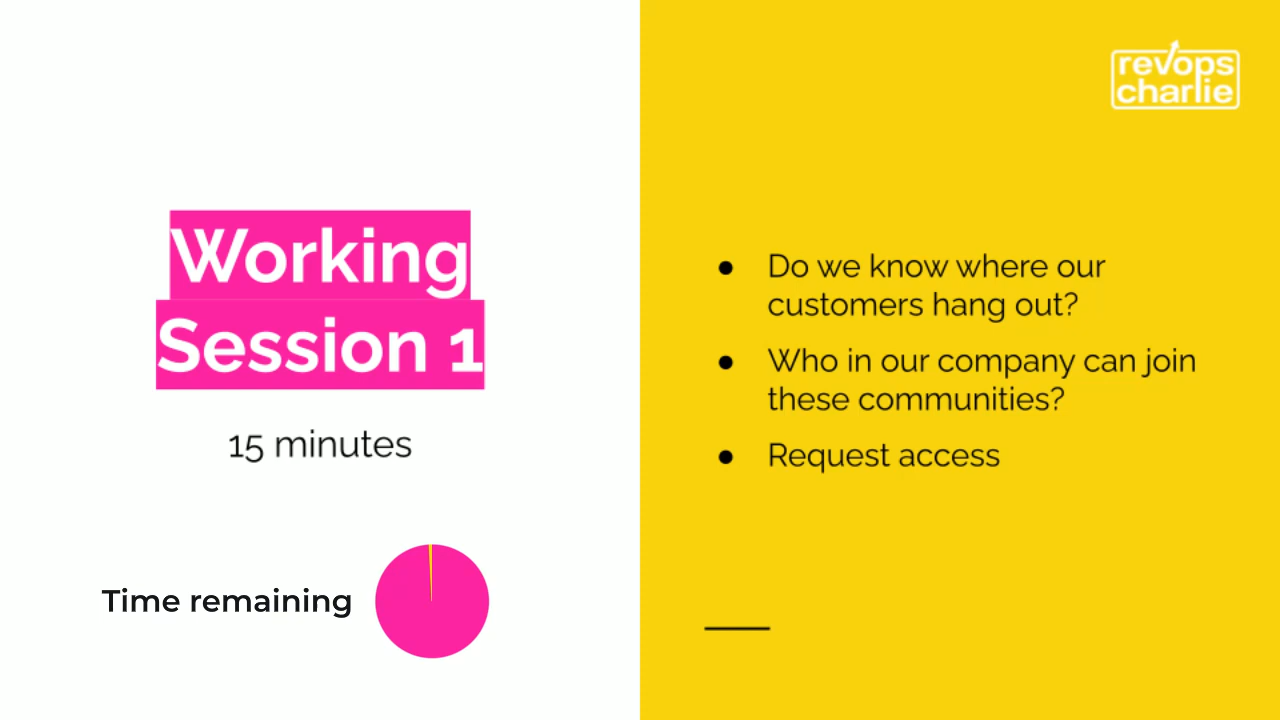 revops
charlie
Working
Session 1
15 minutes
Time remaining
● Do we know where our
customers hang out?
● Who in our company can join
these communities?
● Request access